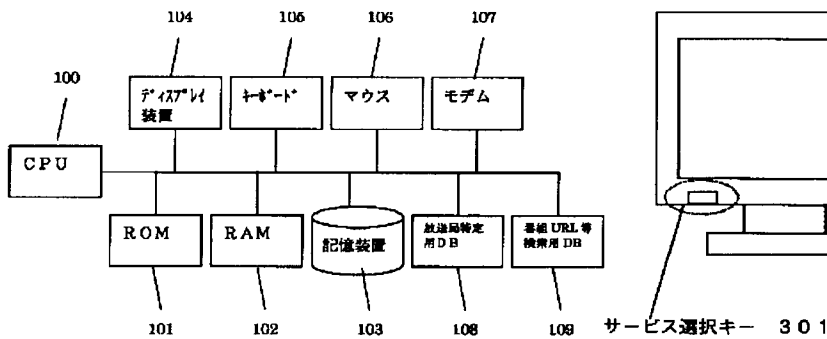 104
105
106
107
100
ディスプレイ
装置
キーボード
マウス
モデム
CPU
ROM
RAM
記憶装置
放送局特定
用DB
番組URL等
検索用DB
101
102
103
108
109
サービス選択キー 301